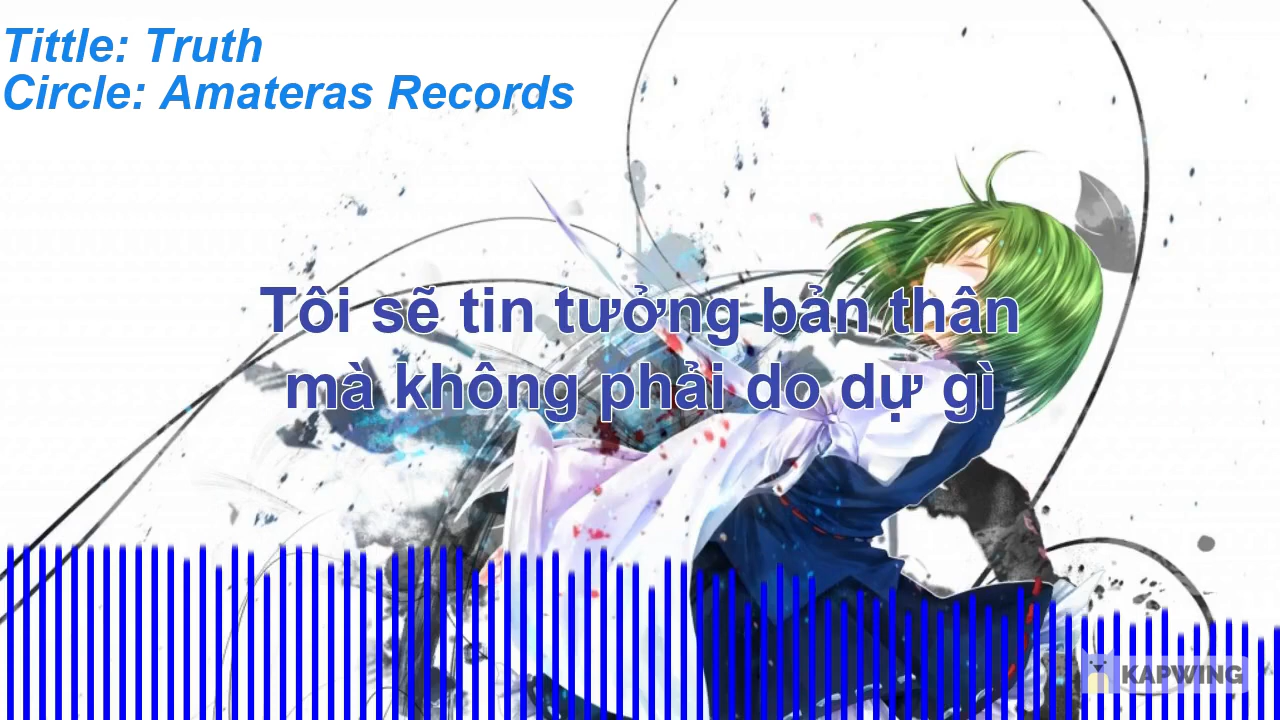 Tittle: Truth
Circle: Amateras Records
Tôi sẽ tin tưởng bản thân
mà không phải do dự gì
KAPWING